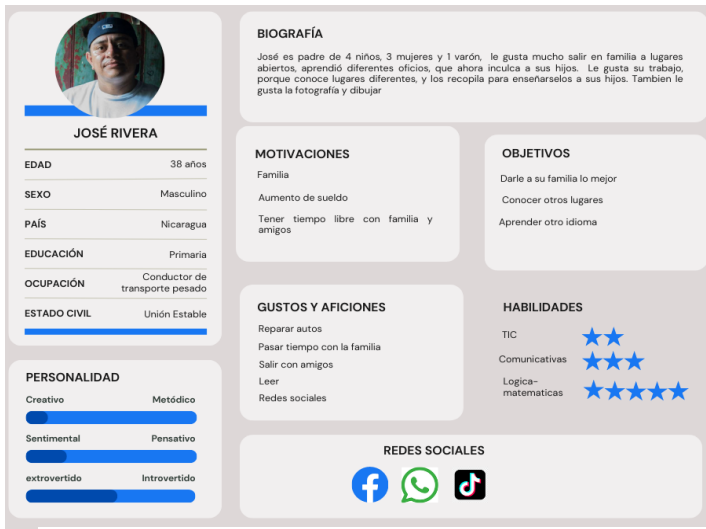 JOSÉ RIVERA
EDAD 38 años
SEXO Masculino
PAÍS Nicaragua
EDUCACIÓN Primaria
OCUPACIÓN Conductor de
transporte pesado
ESTADO CIVIL Unión Estable
PERSONALIDAD
Creativo Metódico
Sentimental Pensativo
extrovertido Introvertido
BIOGRAFÍA
José es padre de 4 niños, 3 mujeres y 1 varón, le gusta mucho salir en familia a lugares
abiertos, aprendió diferentes oficios, que ahora inculca a sus hijos. Le gusta su trabajo,
porque conoce lugares diferentes, y los recopila para enseñarselos a sus hijos. Tambien le
gusta la fotografía y dibujar
MOTIVACIONES
Familia
Aumento de sueldo
Tener tiempo libre con familia y
amigos
OBJETIVOS
Darle a su familia lo mejor
Conocer otros lugares
Aprender otro idioma
GUSTOS Y AFICIONES
Reparar autos
Pasar tiempo con la familia
Salir con amigos
Leer
Redes sociales
HABILIDADES
TIC
Comunicativas
Logica-
matematicas
REDES SOCIALES